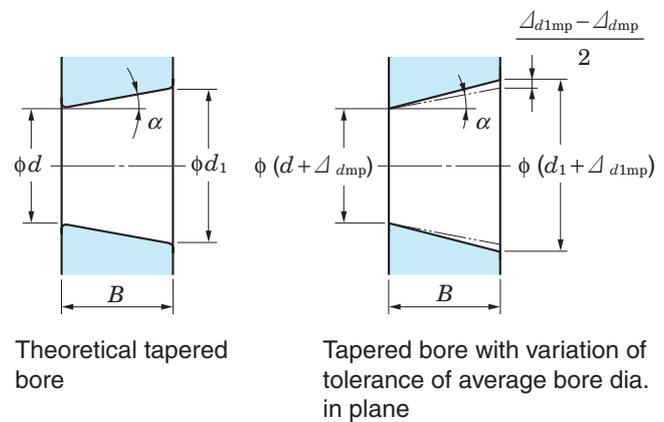 Δd1mp − Δdmp
2
α
α
ϕd
ϕd1
ϕ (d+Δdmp)
ϕ (d1+Δd1mp)
B
B
Theoretical tapered
bore
Tapered bore with variation of
tolerance of average bore dia.
in plane